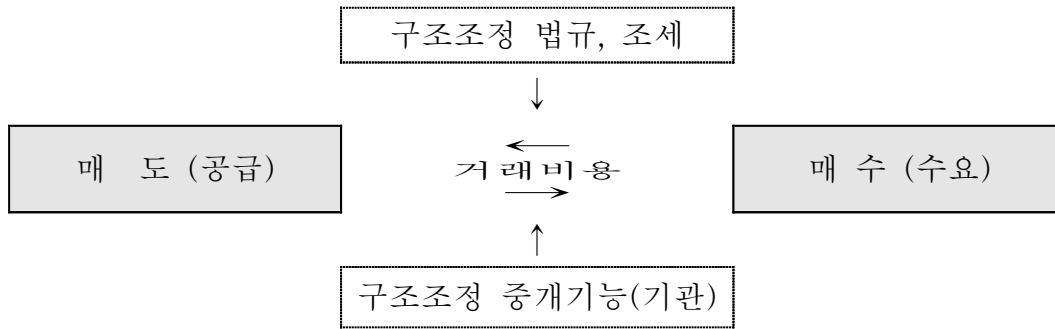 구조조정 법규, 조세
매 도 (공급)
거래비용
매 수 (수요)
구조조정 중개기능(기관)